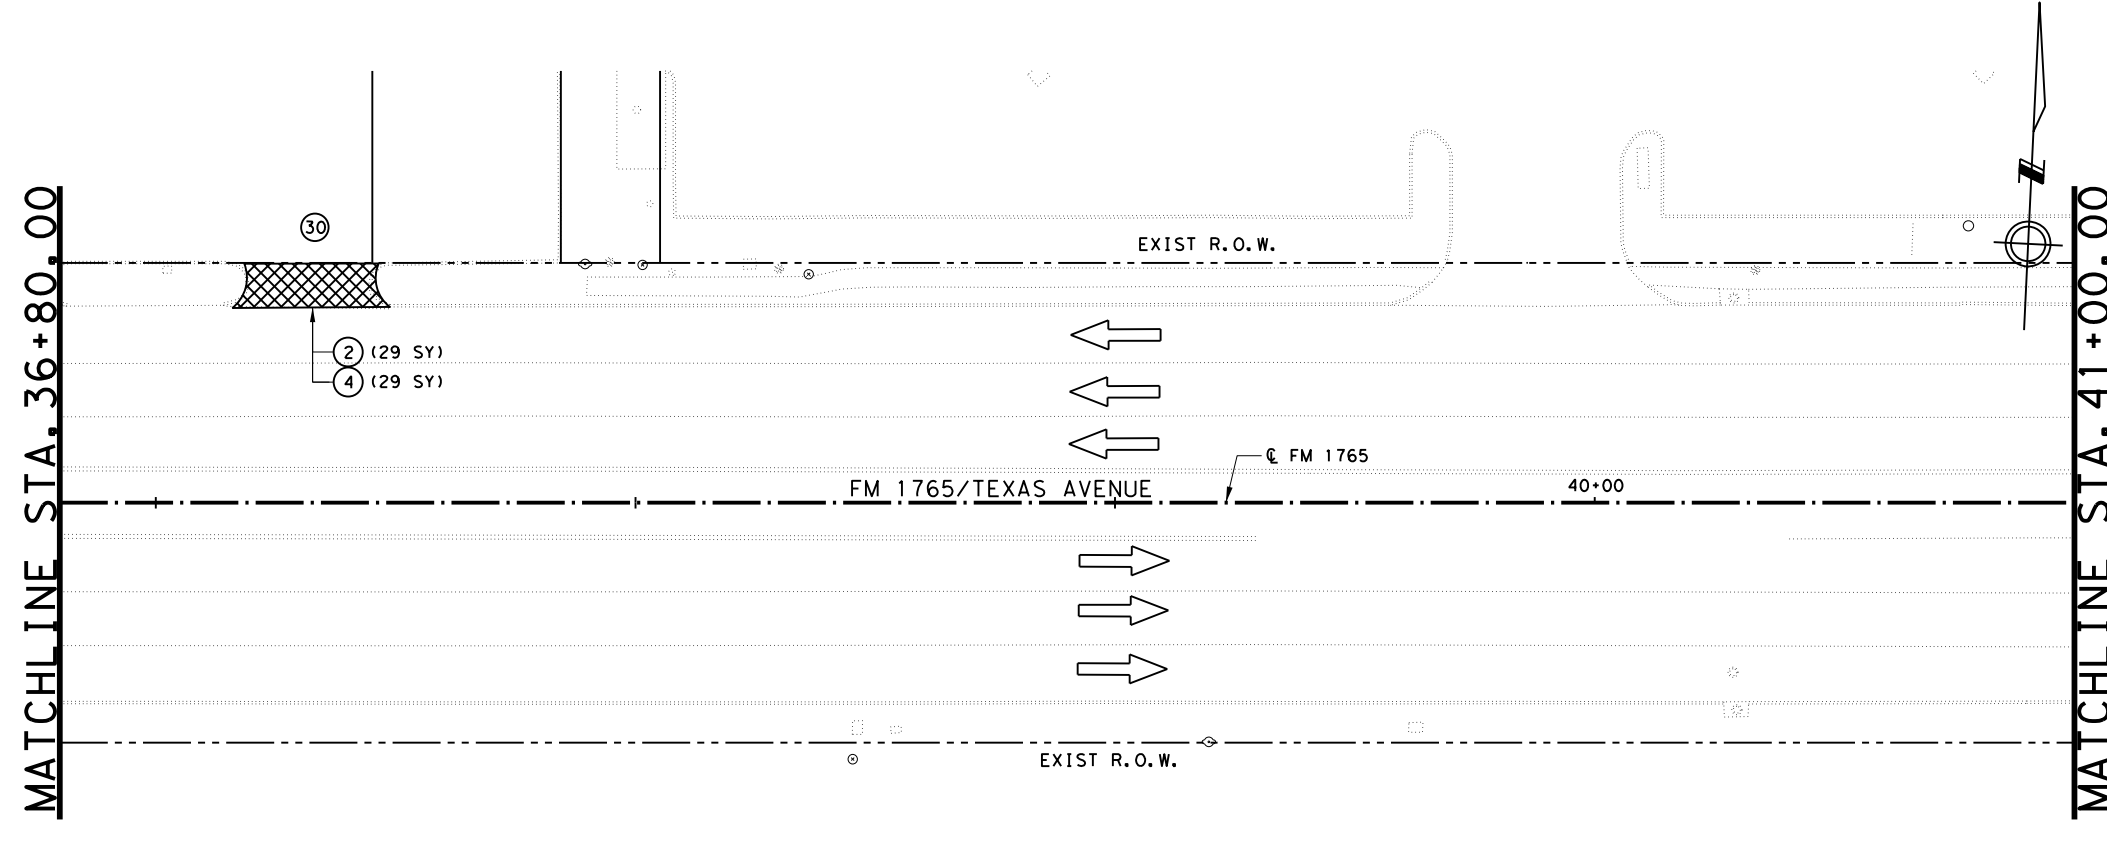 MATCHLINE STA. 36+80.00
30
EXIST R.O.W.
N
2 (29 SY)
4 (29 SY)
℄ FM 1765
FM 1765/TEXAS AVENUE
40+00
EXIST R.O.W.
MATCHLINE STA. 41+00.00